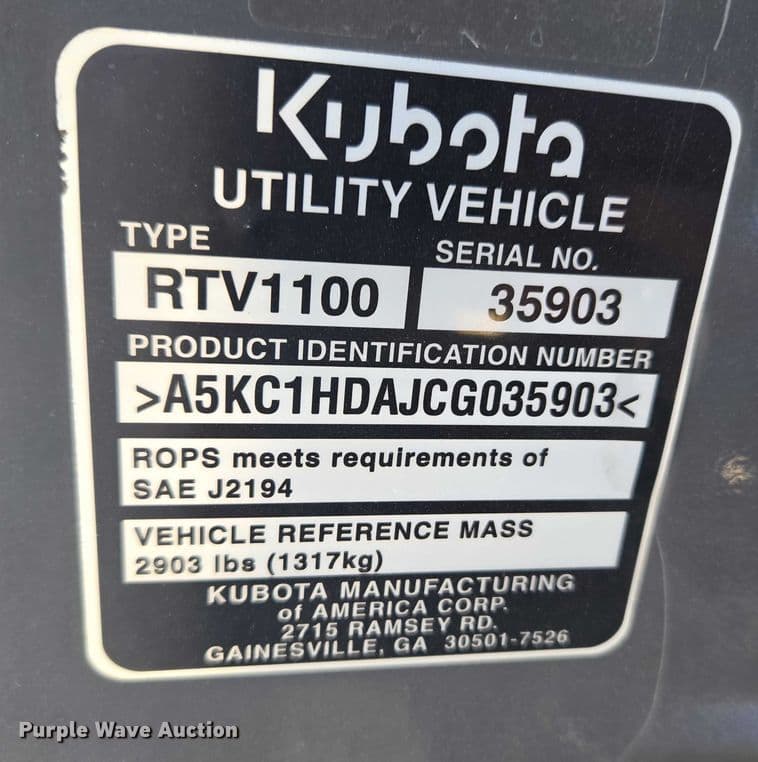 Kubota
UTILITY VEHICLE
TYPE
SERIAL NO.
RTV1100
35903
PRODUCT IDENTIFICATION NUMBER
>A5KC1HDAJCG035903<
ROPS meets requirements of
SAE J2194
VEHICLE REFERENCE MASS
2903 lbs (1317kg)
KUBOTA MANUFACTURING
of AMERICA CORP.
2715 RAMSEY RD.
GAINESVILLE, GA 30501-7526
Purple Wave Auction